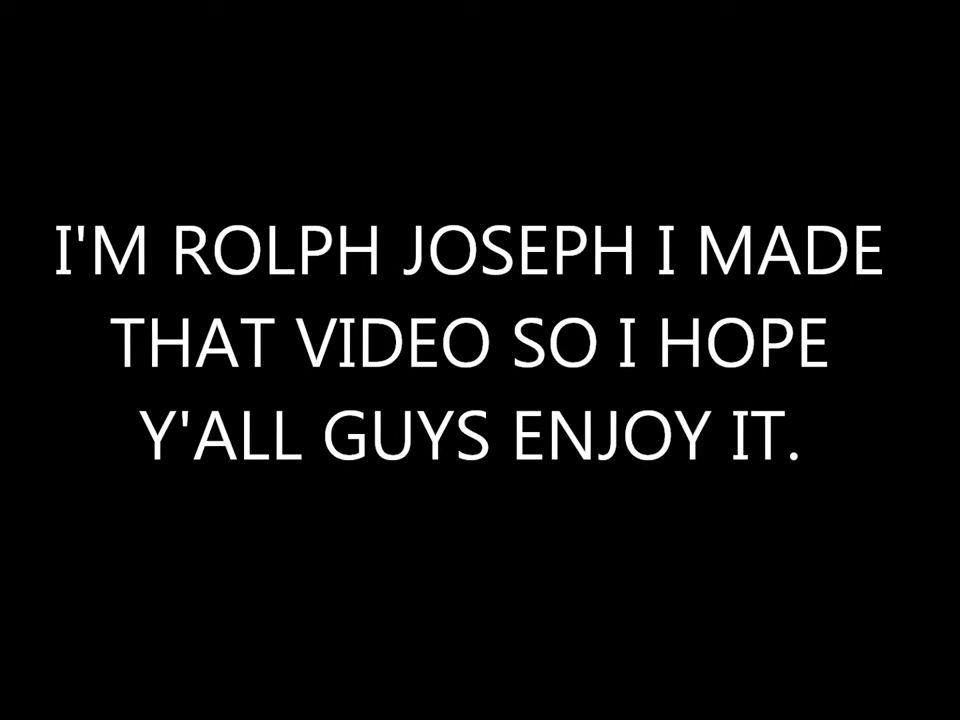 I'M ROLPH JOSEPH I MADE
THAT VIDEO SO I HOPE
Y'ALL GUYS ENJOY IT.